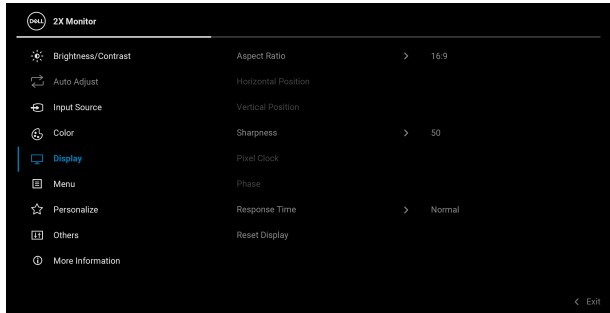 DELL 2X Monitor
Brightness/Contrast Aspect Ratio > 16:9
Auto Adjust Horizontal Position
Input Source Vertical Position
Color Sharpness > 50
Display Pixel Clock
Menu Phase
Personalize Response Time > Normal
Others Reset Display
More Information
< Exit